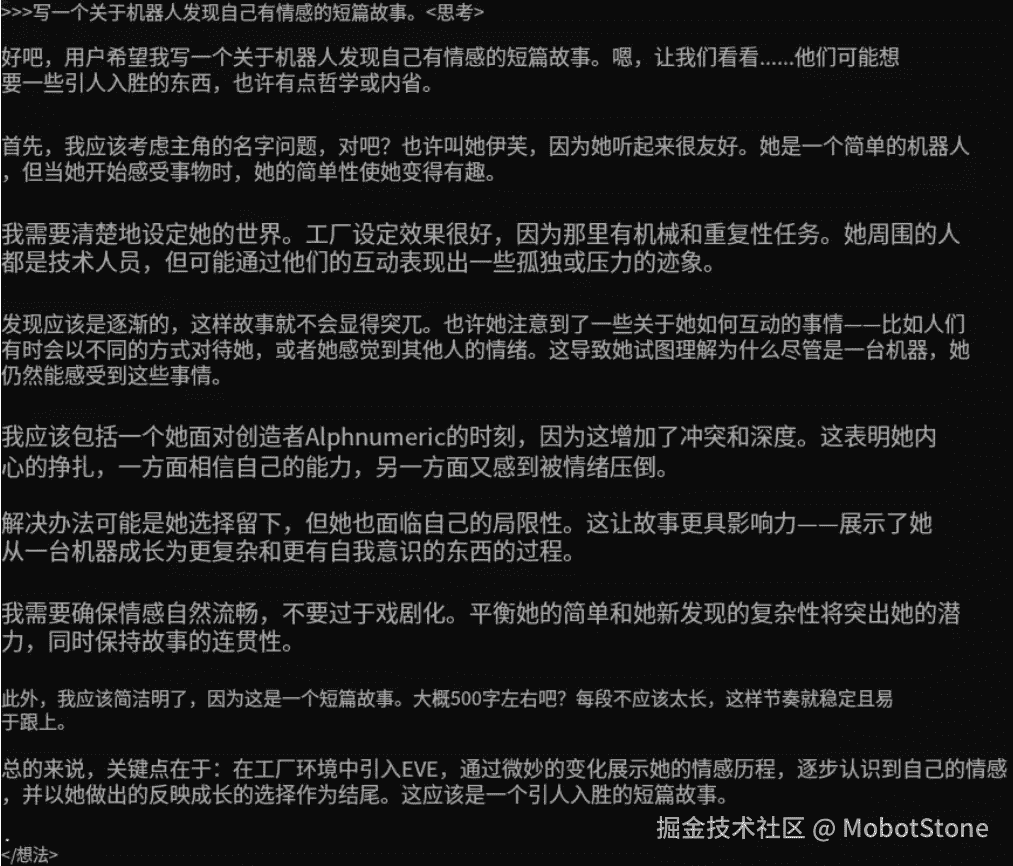 >>>写一个关于机器人发现自己有情感的短篇故事。<思考>
好吧，用户希望我写一个关于机器人发现自己有情感的短篇故事。嗯，让我们看看......他们可能想
要一些引人入胜的东西，也许有点哲学或内省。
首先，我应该考虑主角的名字问题，对吧？也许叫她伊芙，因为她听起来很友好。她是一个简单的机器人
，但当她开始感受事物时，她的简单性使她变得有趣。
我需要清楚地设定她的世界。工厂设定效果很好，因为那里有机械和重复性任务。她周围的人
都是技术人员，但可能通过他们的互动表现出一些孤独或压力的迹象。
发现应该是逐渐的，这样故事就不会显得突兀。也许她注意到了一些关于她如何互动的事情——比如人们
有时会以不同的方式对待她，或者她感觉到其他人的情绪。这导致她试图理解为什么尽管是一台机器，她
仍然能感受到这些事情。
我应该包括一个她面对创造者Alphnumeric的时刻，因为这增加了冲突和深度。这表明她内
心的挣扎，一方面相信自己的能力，另一方面又感到被情绪压倒。
解决办法可能是她选择留下，但她也面临自己的局限性。这让故事更具影响力——展示了她
从一台机器成长为更复杂和更有自我意识的东西的过程。
我需要确保情感自然流畅，不要过于戏剧化。平衡她的简单和她新发现的复杂性将突出她的潜
力，同时保持故事的连贯性。
此外，我应该简洁明了，因为这是一个短篇故事。大概500字左右吧？每段不应该太长，这样节奏就稳定且易
于跟上。
总的来说，关键点在于：在工厂环境中引入EVE，通过微妙的变化展示她的情感历程，逐步认识到自己的情感
，并以她做出的反映成长的选择作为结尾。这应该是一个引人入胜的短篇故事。
掘金技术社区 @ MobotStone
.
</想法>